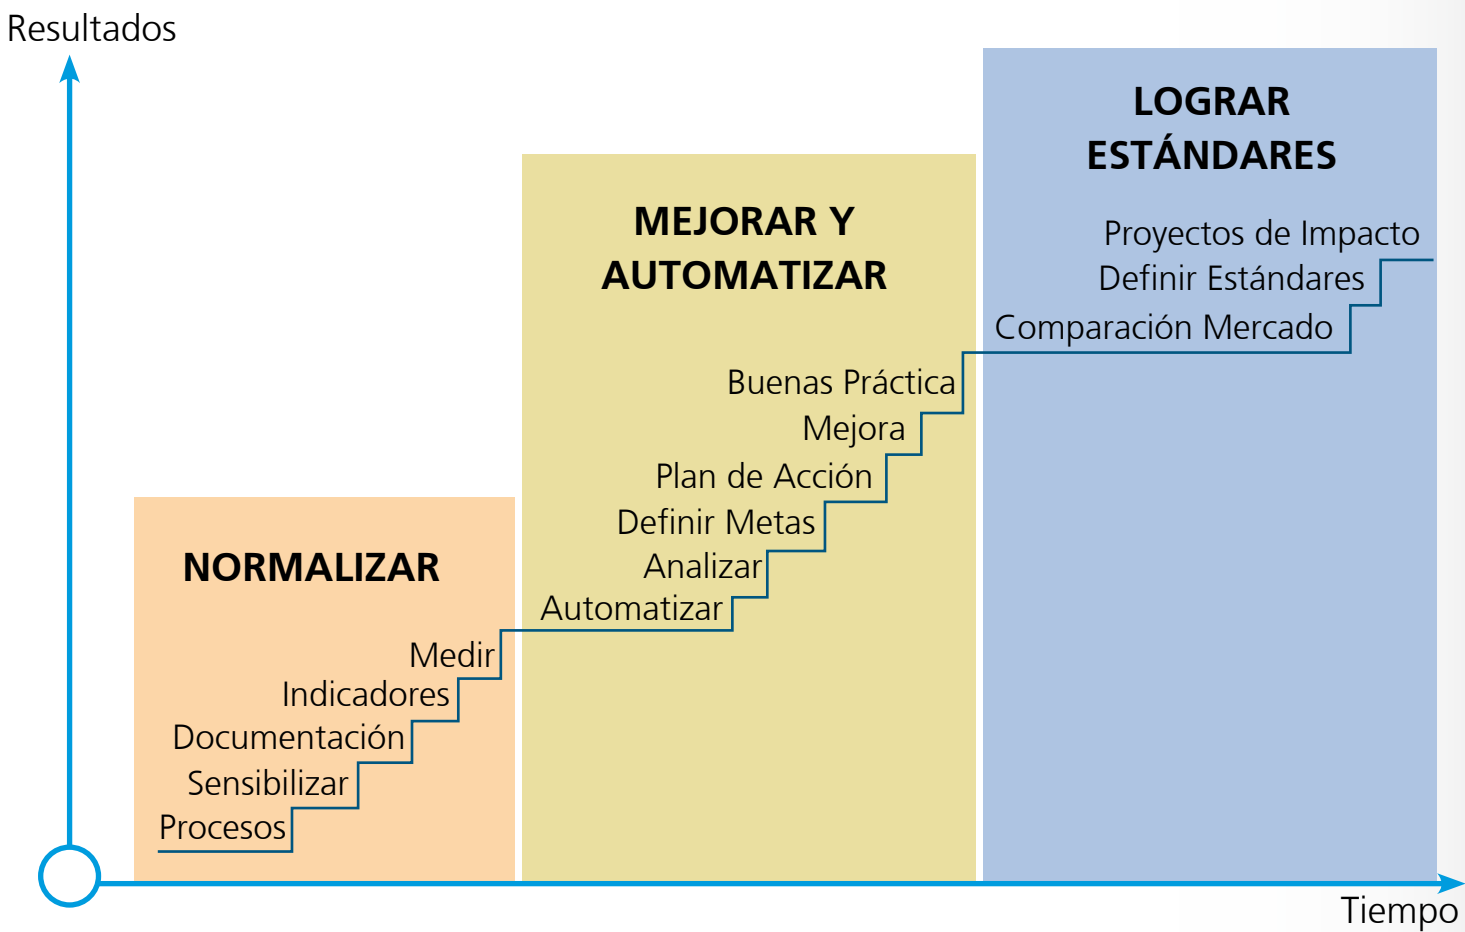 Resultados
LOGRAR
ESTÁNDARES
Proyectos de Impacto
Definir Estándares
Comparación Mercado
MEJORAR Y
AUTOMATIZAR
Buenas Práctica
Mejora
Plan de Acción
Definir Metas
Analizar
Automatizar
NORMALIZAR
Medir
Indicadores
Documentación
Sensibilizar
Procesos
Tiempo